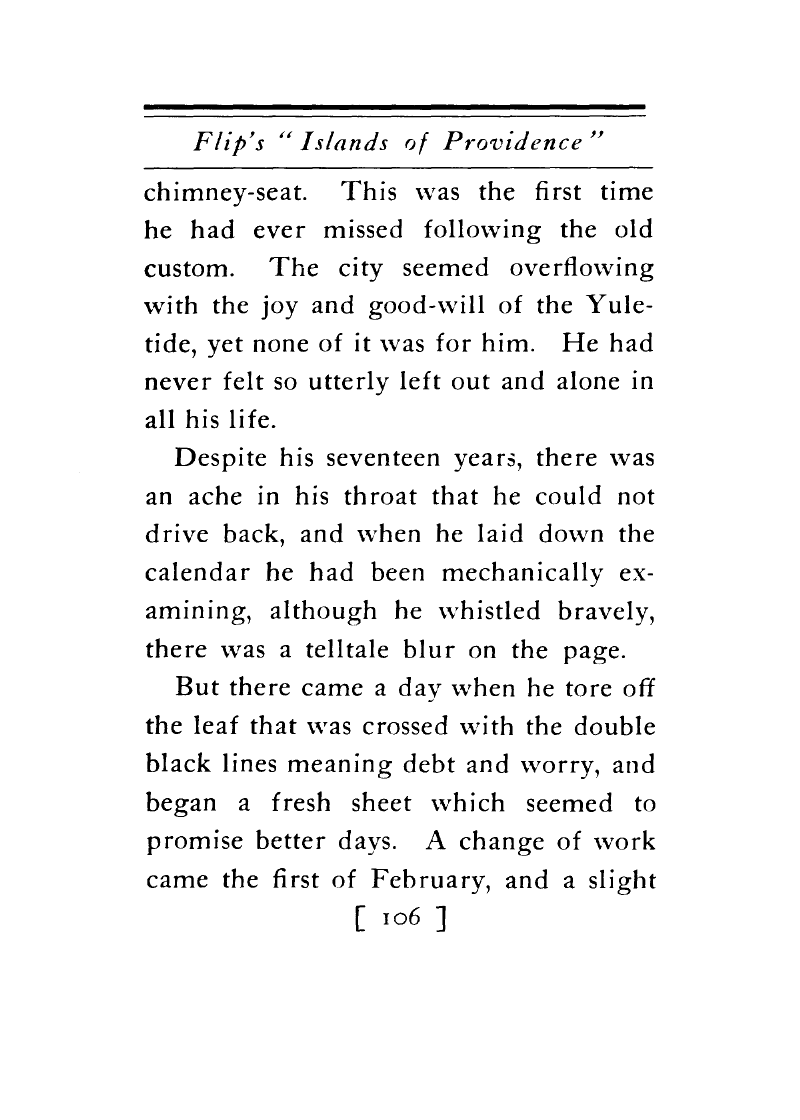 Flip's "Islands of Providence"
chimney-seat. This was the first time
he had ever missed following the old
custom. The city seemed overflowing
with the joy and good-will of the Yule-
tide, yet none of it was for him. He had
never felt so utterly left out and alone in
all his life.
Despite his seventeen years, there was
an ache in his throat that he could not
drive back, and when he laid down the
calendar he had been mechanically ex-
amining, although he whistled bravely,
there was a telltale blur on the page.
But there came a day when he tore off
the leaf that was crossed with the double
black lines meaning debt and worry, and
began a fresh sheet which seemed to
promise better days. A change of work
came the first of February, and a slight
[ 106 ]